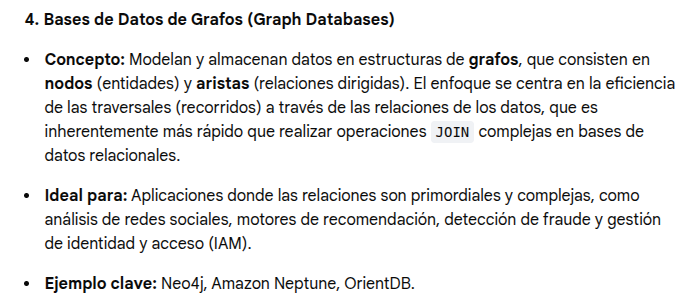 4. Bases de Datos de Grafos (Graph Databases)
• Concepto: Modelan y almacenan datos en estructuras de grafos, que consisten en
nodos (entidades) y aristas (relaciones dirigidas). El enfoque se centra en la eficiencia
de las traversales (recorridos) a través de las relaciones de los datos, que es
inherentemente más rápido que realizar operaciones JOIN complejas en bases de
datos relacionales.
• Ideal para: Aplicaciones donde las relaciones son primordiales y complejas, como
análisis de redes sociales, motores de recomendación, detección de fraude y gestión
de identidad y acceso (IAM).
• Ejemplo clave: Neo4j, Amazon Neptune, OrientDB.